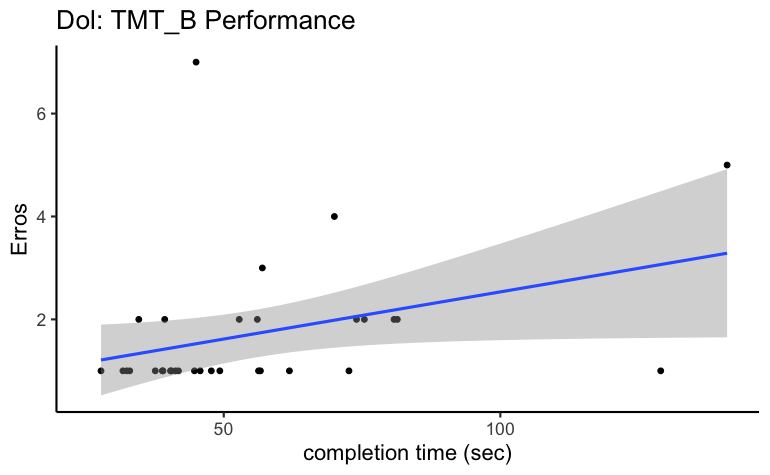 Dol: TMT_B Performance
6
4
2
Erros
50
100
completion time (sec)